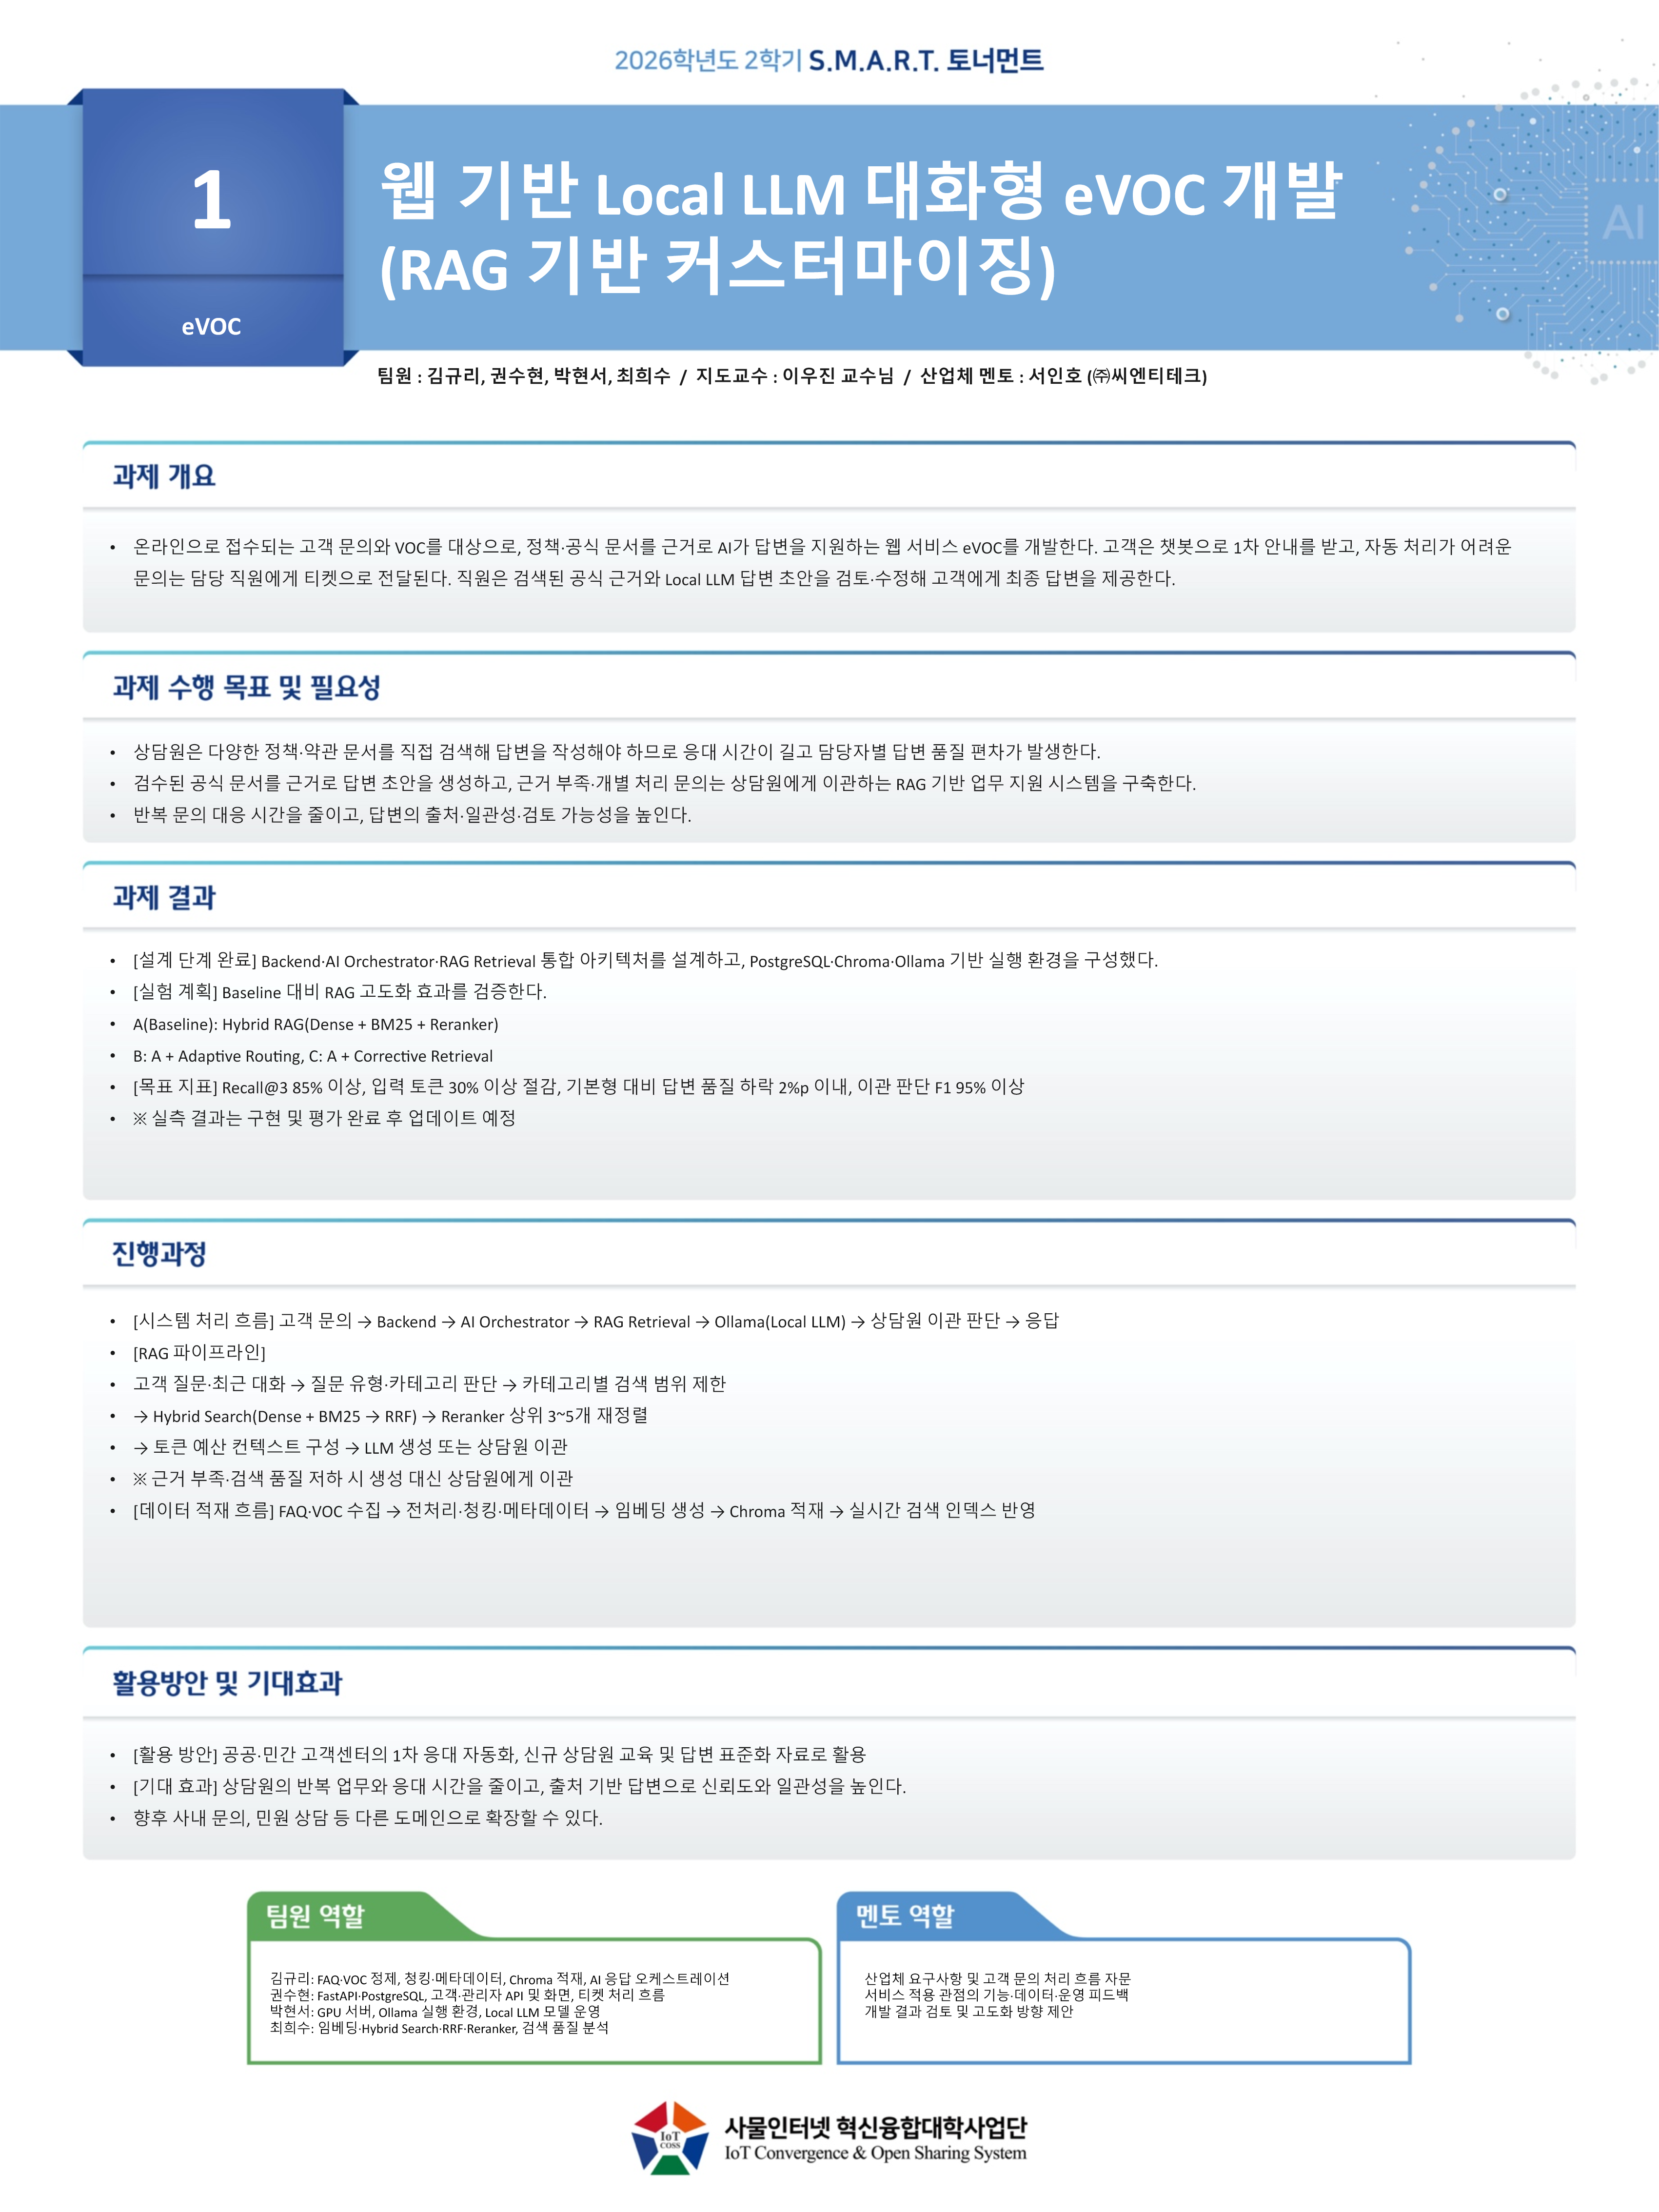 2026학년도 2학기 S.M.A.R.T. 토너먼트
1
eVOC
웹 기반 Local LLM 대화형 eVOC 개발
(RAG 기반 커스터마이징)
팀원 : 김규리, 권수현, 박현서, 최희수 / 지도교수 : 이우진 교수님 / 산업체 멘토 : 서인호 (㈜씨엔티테크)
과제 개요
• 온라인으로 접수되는 고객 문의와 VOC를 대상으로, 정책·공식 문서를 근거로 AI가 답변을 지원하는 웹 서비스 eVOC를 개발한다. 고객은 챗봇으로 1차 안내를 받고, 자동 처리가 어려운
문의는 담당 직원에게 티켓으로 전달된다. 직원은 검색된 공식 근거와 Local LLM 답변 초안을 검토·수정해 고객에게 최종 답변을 제공한다.
과제 수행 목표 및 필요성
• 상담원은 다양한 정책·약관 문서를 직접 검색해 답변을 작성해야 하므로 응대 시간이 길고 담당자별 답변 품질 편차가 발생한다.
• 검수된 공식 문서를 근거로 답변 초안을 생성하고, 근거 부족·개별 처리 문의는 상담원에게 이관하는 RAG 기반 업무 지원 시스템을 구축한다.
• 반복 문의 대응 시간을 줄이고, 답변의 출처·일관성·검토 가능성을 높인다.
과제 결과
• [설계 단계 완료] Backend·AI Orchestrator·RAG Retrieval 통합 아키텍처를 설계하고, PostgreSQL·Chroma·Ollama 기반 실행 환경을 구성했다.
• [실험 계획] Baseline 대비 RAG 고도화 효과를 검증한다.
• A(Baseline): Hybrid RAG(Dense + BM25 + Reranker)
• B: A + Adaptive Routing, C: A + Corrective Retrieval
• [목표 지표] Recall@3 85% 이상, 입력 토큰 30% 이상 절감, 기본형 대비 답변 품질 하락 2%p 이내, 이관 판단 F1 95% 이상
• ※ 실측 결과는 구현 및 평가 완료 후 업데이트 예정
진행과정
• [시스템 처리 흐름] 고객 문의 → Backend → AI Orchestrator → RAG Retrieval → Ollama(Local LLM) → 상담원 이관 판단 → 응답
• [RAG 파이프라인]
• 고객 질문·최근 대화 → 질문 유형·카테고리 판단 → 카테고리별 검색 범위 제한
• → Hybrid Search(Dense + BM25 → RRF) → Reranker 상위 3~5개 재정렬
• → 토큰 예산 컨텍스트 구성 → LLM 생성 또는 상담원 이관
• ※ 근거 부족·검색 품질 저하 시 생성 대신 상담원에게 이관
• [데이터 적재 흐름] FAQ·VOC 수집 → 전처리·청킹·메타데이터 → 임베딩 생성 → Chroma 적재 → 실시간 검색 인덱스 반영
활용방안 및 기대효과
• [활용 방안] 공공·민간 고객센터의 1차 응대 자동화, 신규 상담원 교육 및 답변 표준화 자료로 활용
• [기대 효과] 상담원의 반복 업무와 응대 시간을 줄이고, 출처 기반 답변으로 신뢰도와 일관성을 높인다.
• 향후 사내 문의, 민원 상담 등 다른 도메인으로 확장할 수 있다.
팀원 역할
김규리: FAQ·VOC 정제, 청킹·메타데이터, Chroma 적재, AI 응답 오케스트레이션
권수현: FastAPI·PostgreSQL, 고객·관리자 API 및 화면, 티켓 처리 흐름
박현서: GPU 서버, Ollama 실행 환경, Local LLM 모델 운영
최희수: 임베딩·Hybrid Search·RRF·Reranker, 검색 품질 분석
멘토 역할
산업체 요구사항 및 고객 문의 처리 흐름 자문
서비스 적용 관점의 기능·데이터·운영 피드백
개발 결과 검토 및 고도화 방향 제안
IoT
COSS
사물인터넷 혁신융합대학사업단
IoT Convergence & Open Sharing System
AI